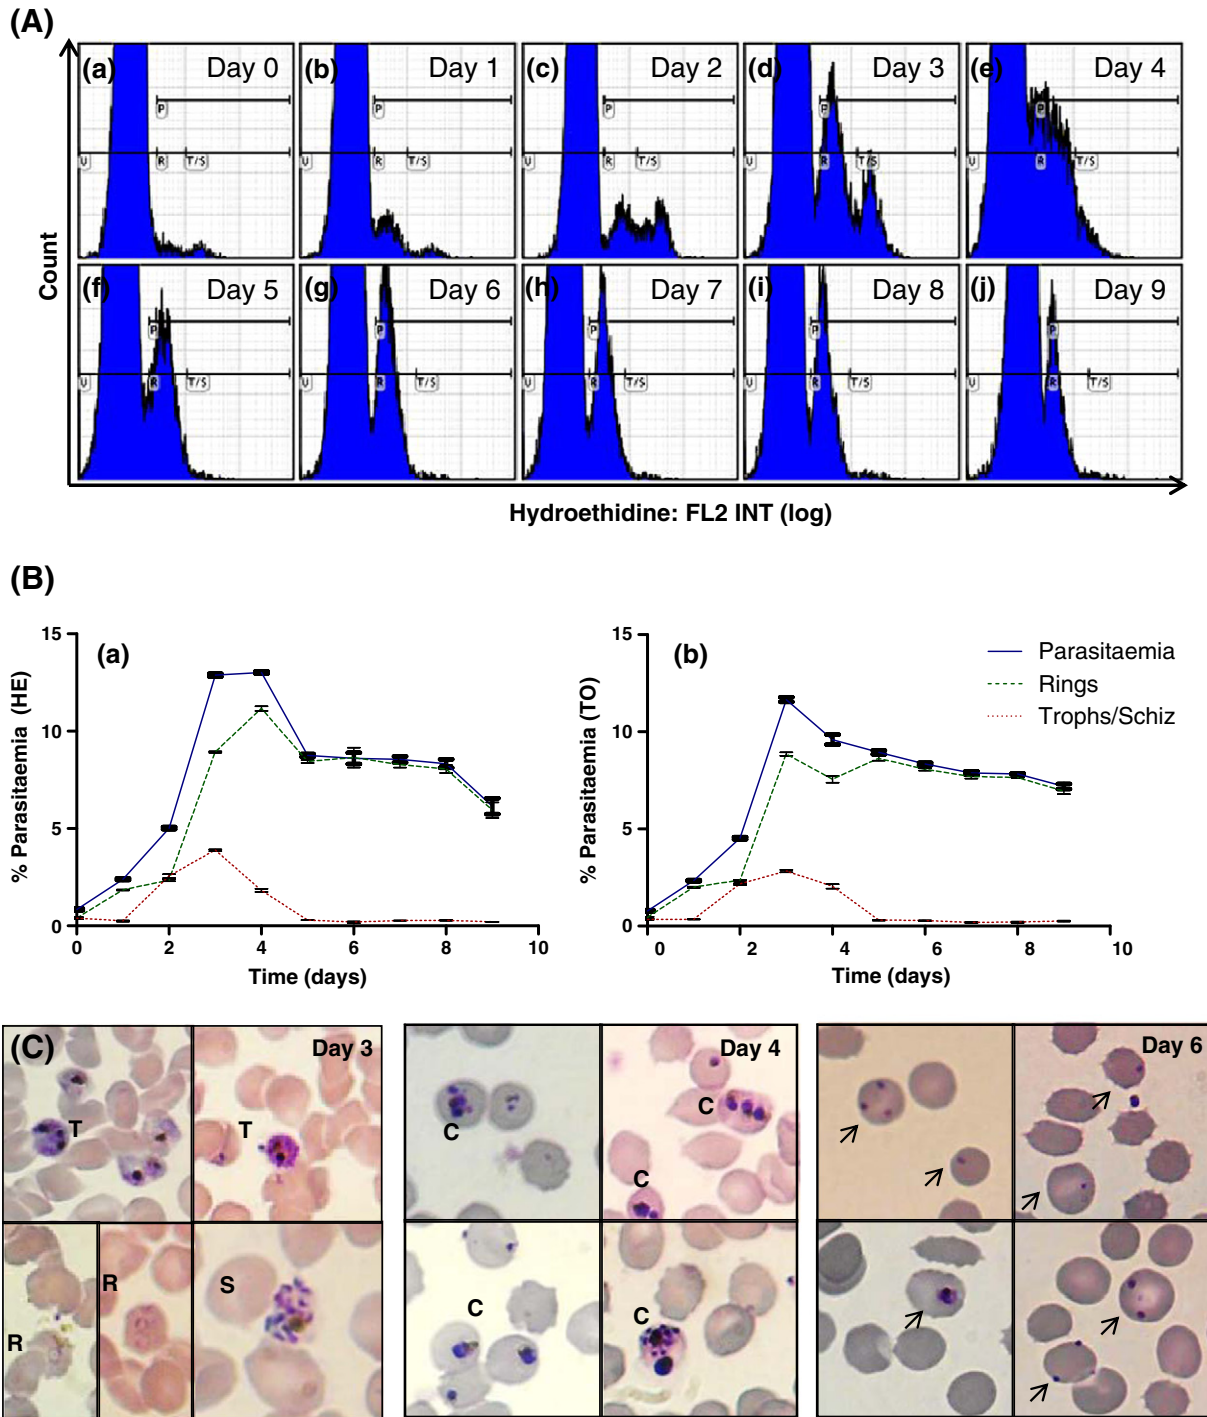 (A)
(a) Day 0
(b) Day 1
(c) Day 2
(d) Day 3
(e) Day 4
P
P
P
P
P
U R T/S
U R T/S
U R T/S
U R T/S
U R T/S
Count
(f) Day 5
(g) Day 6
(h) Day 7
(i) Day 8
(j) Day 9
P
P
P
P
P
U R T/S
U R T/S
U R T/S
U R T/S
U R T/S
Hydroethidine: FL2 INT (log)
(B)
(a)
% Parasitaemia (HE)
15
10
5
0
0 2 4 6 8 10
Time (days)
(b)
% Parasitaemia (TO)
15
10
5
0
0 2 4 6 8 10
Time (days)
Parasitaemia
Rings
Trophs/Schiz
(C)
Day 3
T
T
R
R
S
Day 4
C
C
C
C
C
Day 6